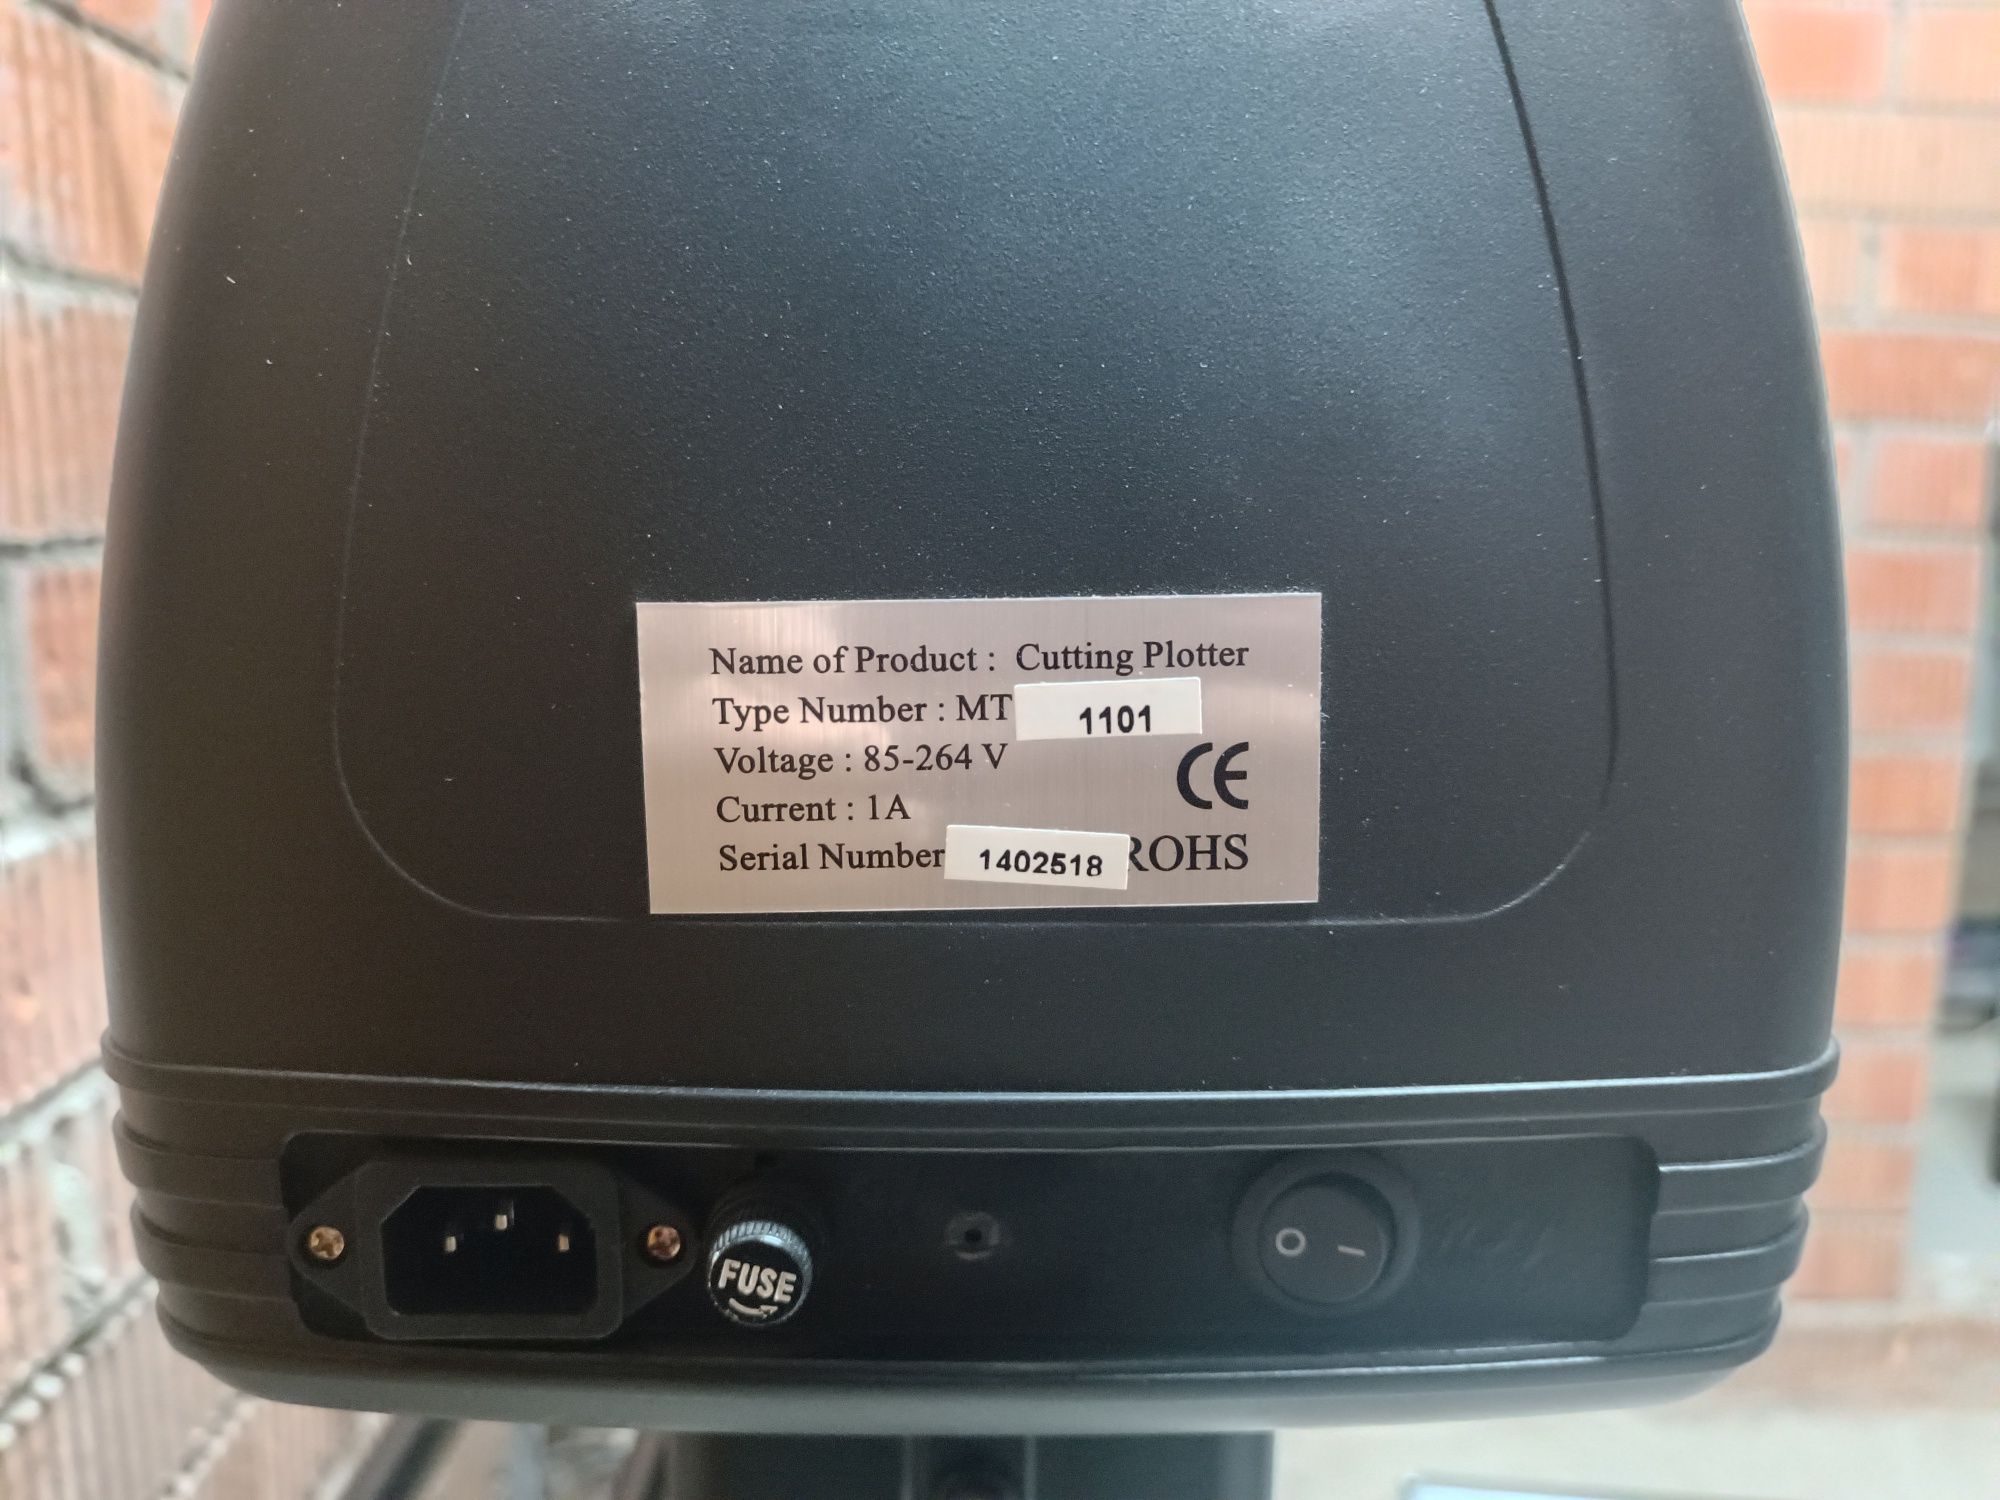 Name of Product : Cutting Plotter
Type Number : MT 1101
Voltage : 85-264 V
Current : 1A
CE
Serial Number 1402518 ROHS
FUSE
O I